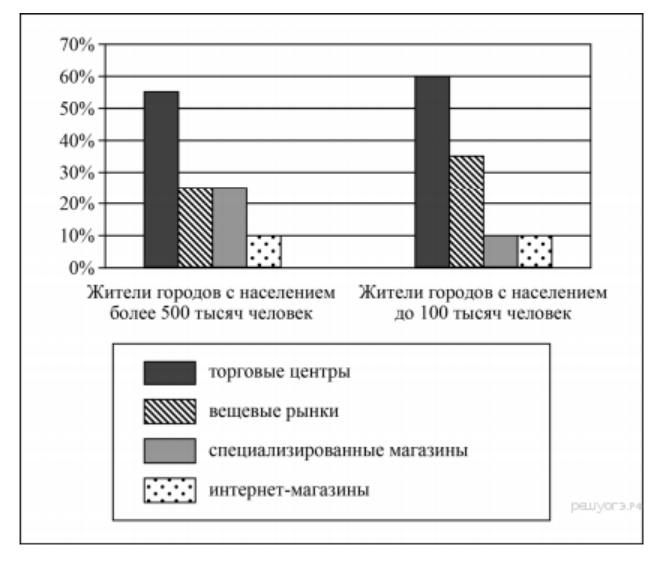 70%
60%
50%
40%
30%
20%
10%
0%
Жители городов с населением
более 500 тысяч человек
Жители городов с населением
до 100 тысяч человек
торговые центры
вещевые рынки
специализированные магазины
интернет-магазины
решуогэ.рф